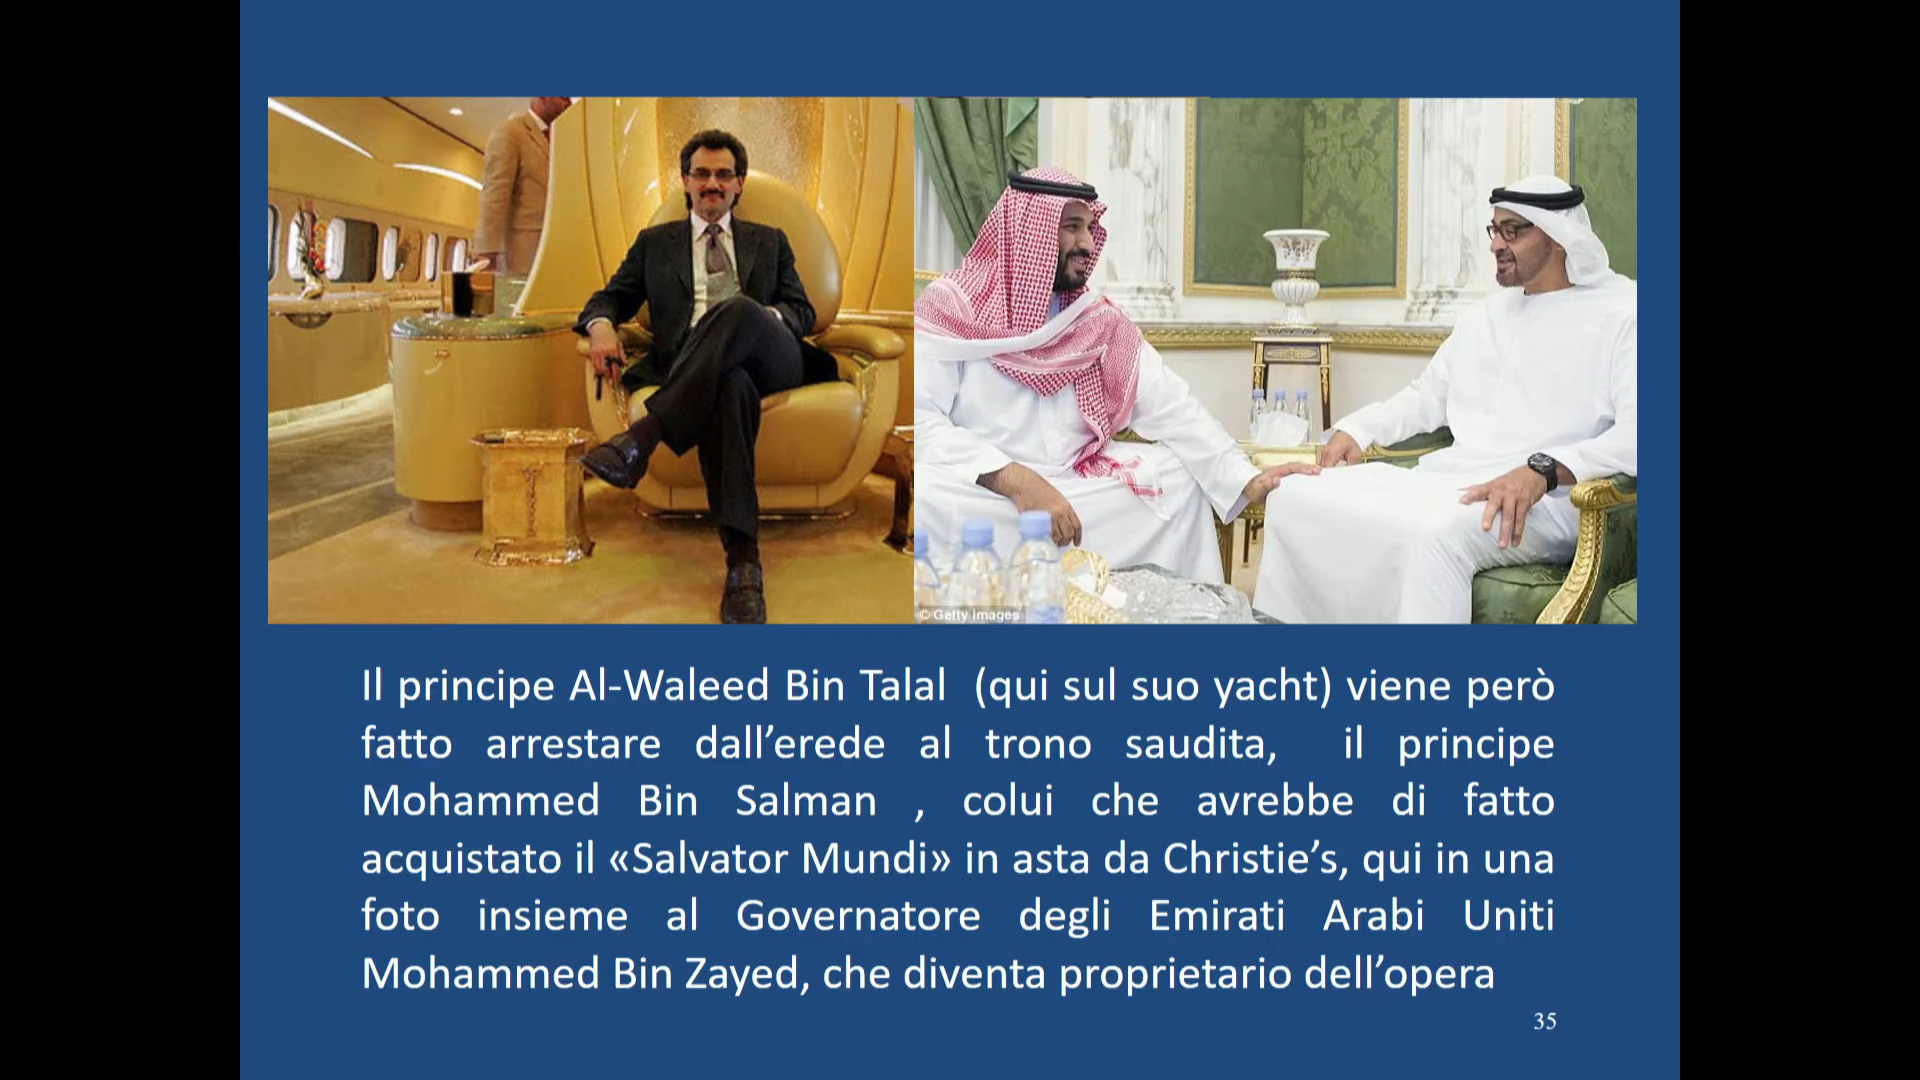 © Getty Images
Il principe Al-Waleed Bin Talal  (qui sul suo yacht) viene però
fatto arrestare dall’erede al trono saudita,  il principe
Mohammed Bin Salman , colui che avrebbe di fatto
acquistato il «Salvator Mundi» in asta da Christie’s, qui in una
foto insieme al Governatore degli Emirati Arabi Uniti
Mohammed Bin Zayed, che diventa proprietario dell’opera
35